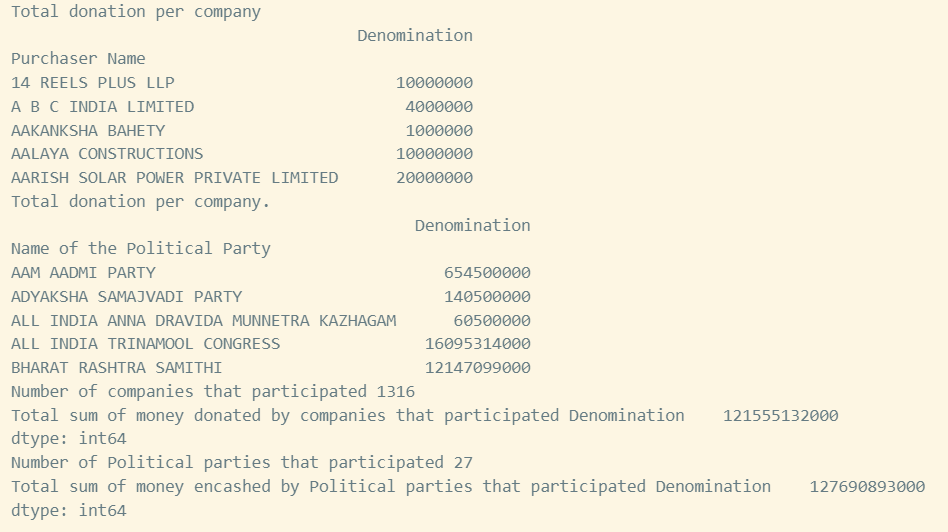 Total donation per company
Denomination
Purchaser Name
14 REELS PLUS LLP 10000000
A B C INDIA LIMITED 4000000
AAKANKSHA BAHETY 1000000
AALAYA CONSTRUCTIONS 10000000
AARISH SOLAR POWER PRIVATE LIMITED 20000000
Total donation per company.
Denomination
Name of the Political Party
AAM AADMI PARTY 654500000
ADYAKSHA SAMAJVADI PARTY 140500000
ALL INDIA ANNA DRAVIDA MUNNETRA KAZHAGAM 60500000
ALL INDIA TRINAMOOL CONGRESS 16095314000
BHARAT RASHTRA SAMITHI 12147099000
Number of companies that participated 1316
Total sum of money donated by companies that participated Denomination 121555132000
dtype: int64
Number of Political parties that participated 27
Total sum of money encashed by Political parties that participated Denomination 127690893000
dtype: int64